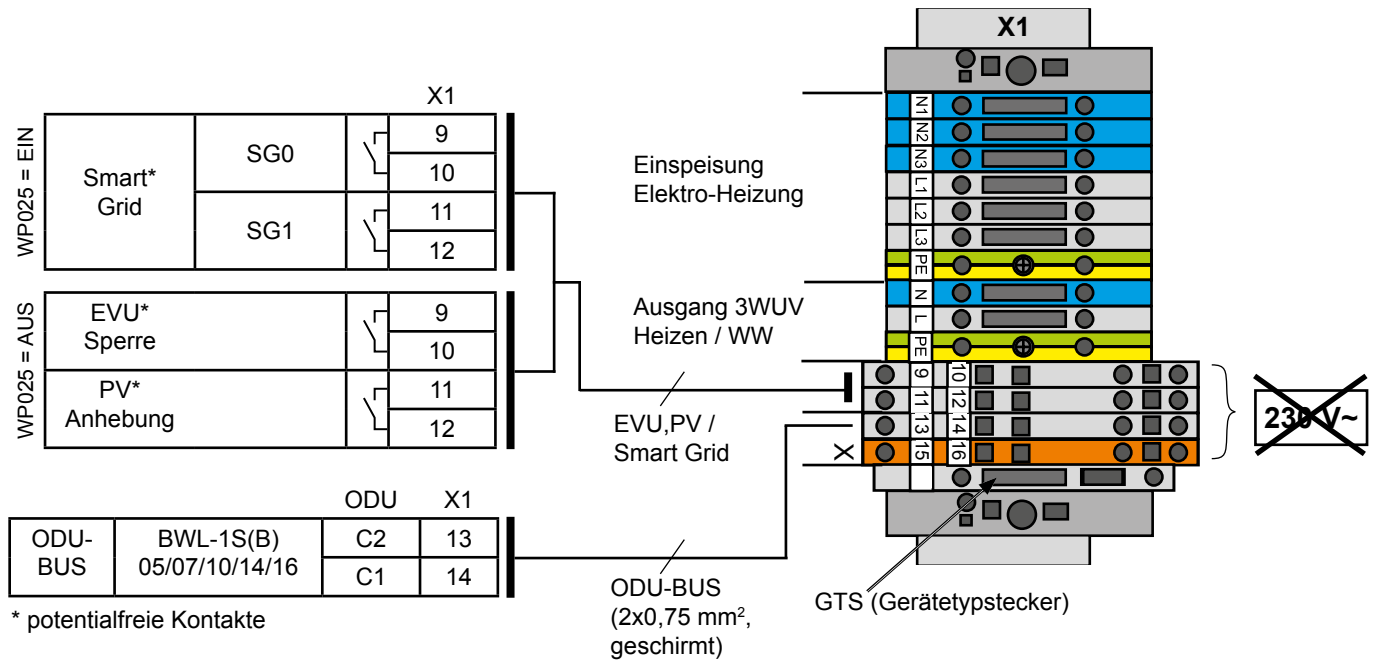 X1
WP025 = EIN
Smart*
Grid
SG0
SG1
9
10
11
12
WP025 = AUS
EVU*
Sperre
PV*
Anhebung
9
10
11
12
ODU X1
ODU-
BUS
BWL-1S(B)
05/07/10/14/16
C2 13
C1 14
* potentialfreie Kontakte
Einspeisung
Elektro-Heizung
Ausgang 3WUV
Heizen / WW
EVU,PV /
Smart Grid
ODU-BUS
(2x0,75 mm²,
geschirmt)
X1
N1
N2
N3
L1
L2
L3
PE
N
L
PE
9 10
11 12
13 14
X 15 16
230 V~
GTS (Gerätetypstecker)